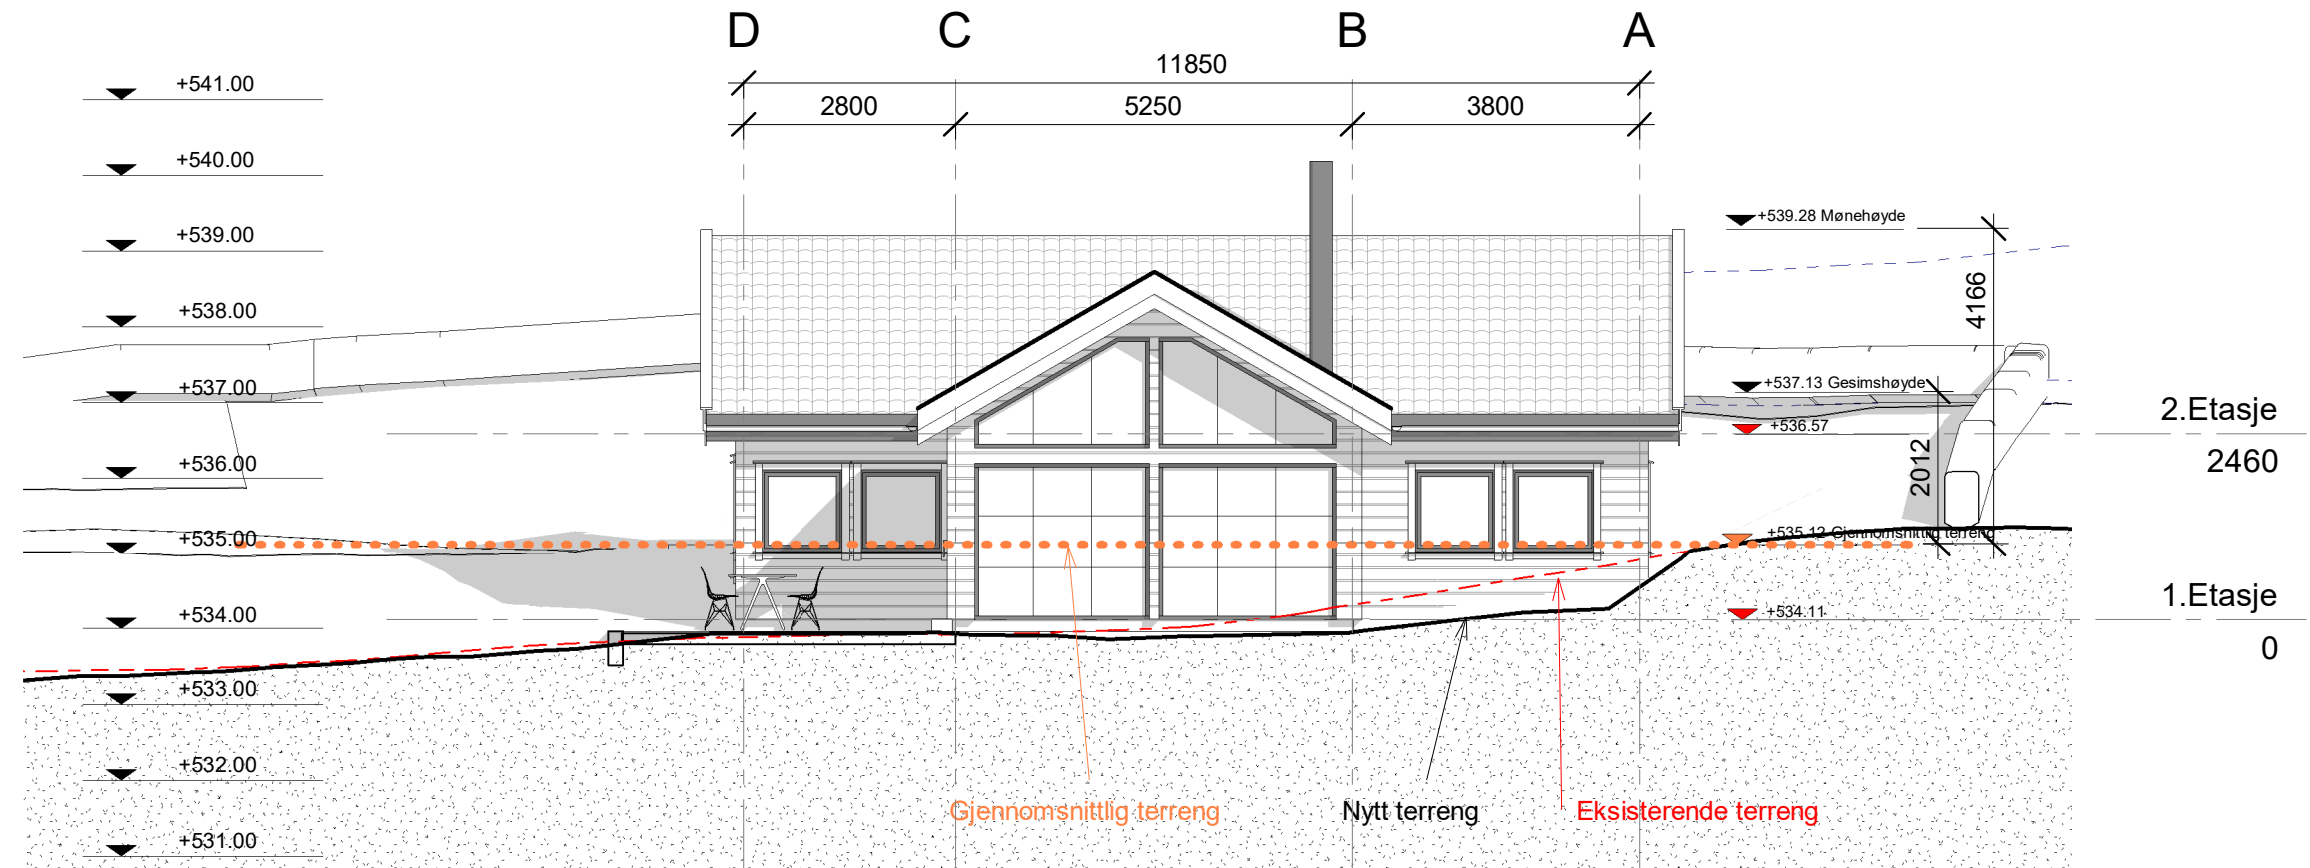 D C B A
11850
2800 5250 3800
+541.00
+540.00
+539.00
+538.00
+537.00
+536.00
+535.00
+534.00
+533.00
+532.00
+531.00
+539.28 Mønehøyde
4166
+537.13 Gesimshøyde
+536.57
2012
+535.12 Gjennomsnittlig terreng
+534.11
2.Etasje
2460
1.Etasje
0
Gjennomsnittlig terreng
Nytt terreng
Eksisterende terreng